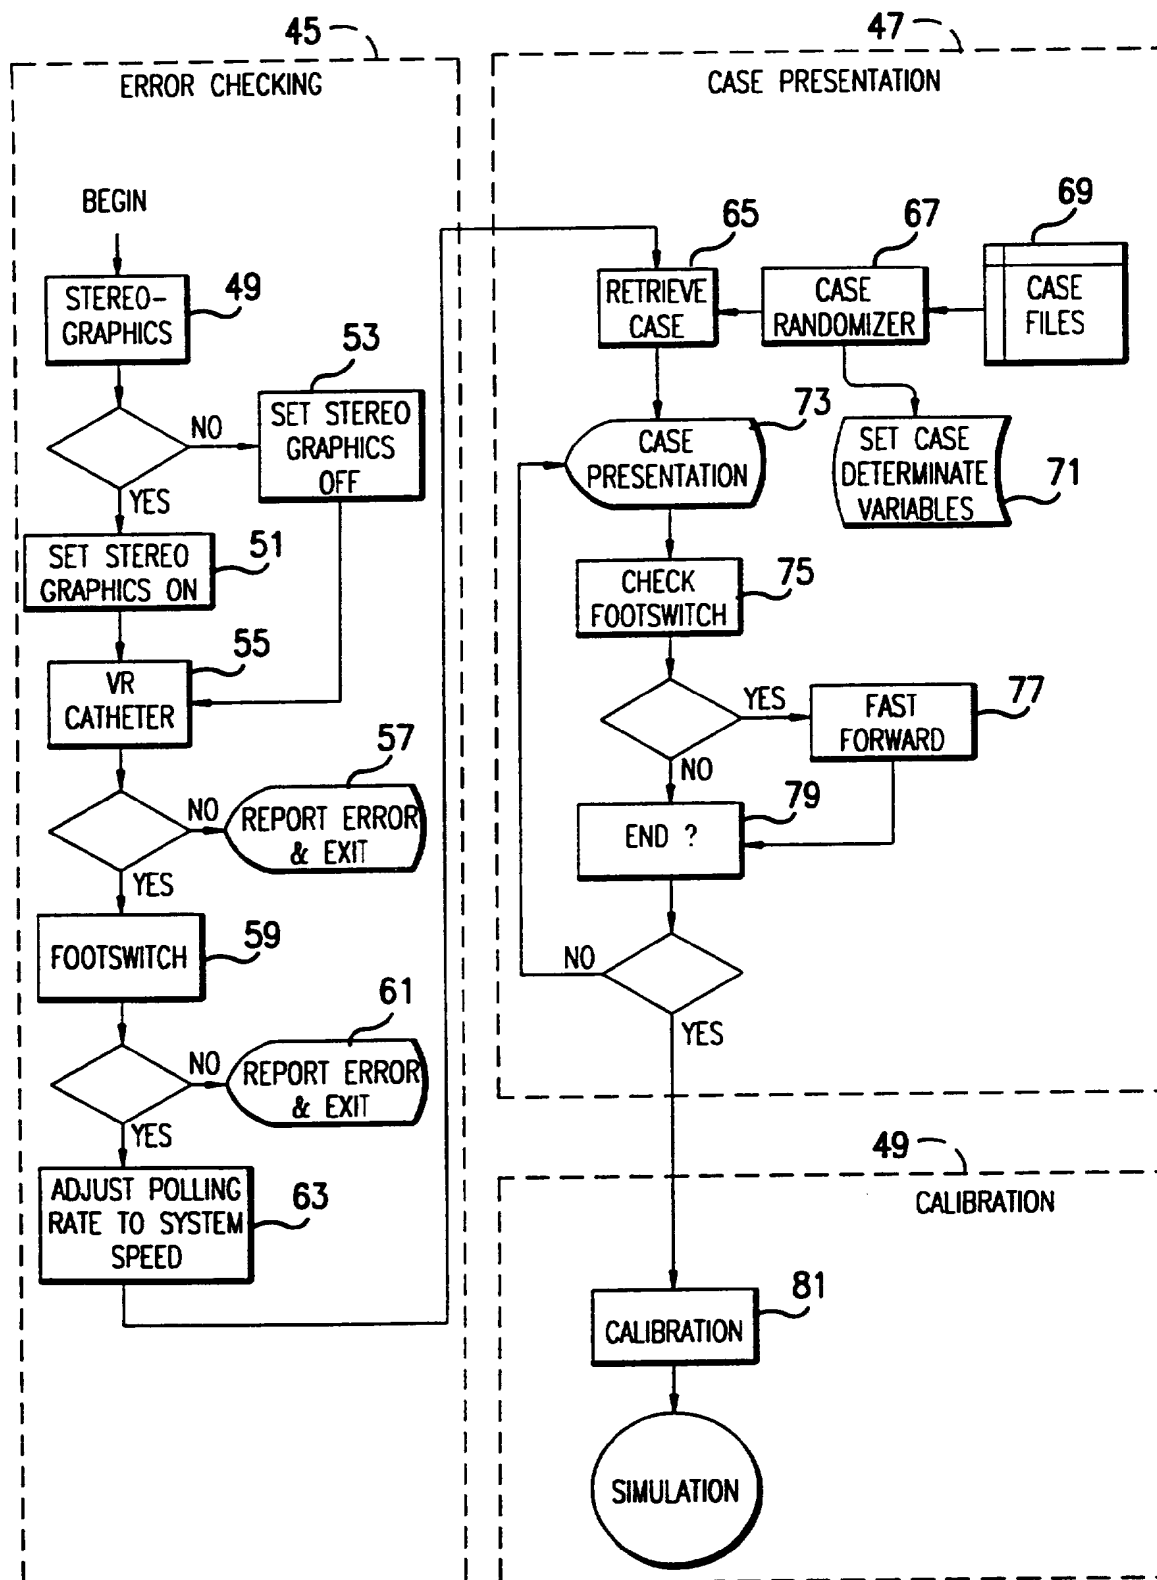 45
ERROR CHECKING
BEGIN
STEREO-
GRAPHICS
49
NO
53
SET STEREO
GRAPHICS
OFF
YES
SET STEREO
GRAPHICS ON
51
VR
CATHETER
55
NO
57
REPORT ERROR
& EXIT
YES
FOOTSWITCH
59
NO
61
REPORT ERROR
& EXIT
YES
ADJUST POLLING
RATE TO SYSTEM
SPEED
63
47
CASE PRESENTATION
65
RETRIEVE
CASE
67
CASE
RANDOMIZER
69
CASE
FILES
73
CASE
PRESENTATION
SET CASE
DETERMINATE
VARIABLES
71
CHECK
FOOTSWITCH
75
YES
FAST
FORWARD
77
NO
END ?
79
NO
YES
49
CALIBRATION
CALIBRATION
81
SIMULATION